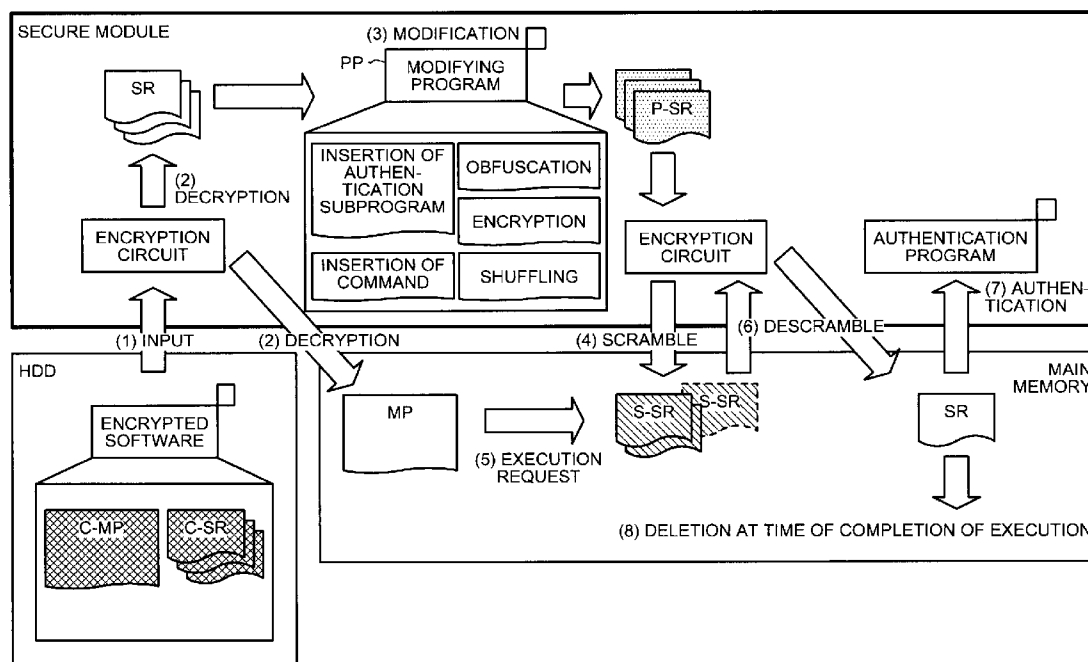 SECURE MODULE
(3) MODIFICATION
PP
MODIFYING
PROGRAM
SR
P-SR
(2)
DECRYPTION
INSERTION OF
AUTHEN-
TICATION
SUBPROGRAM
OBFUSCATION
ENCRYPTION
INSERTION OF
COMMAND
SHUFFLING
ENCRYPTION
CIRCUIT
ENCRYPTION
CIRCUIT
AUTHENTICATION
PROGRAM
(7) AUTHEN-
TICATION
(1) INPUT
(2) DECRYPTION
(4) SCRAMBLE
(6) DESCRAMBLE
HDD
MAIN
MEMORY
ENCRYPTED
SOFTWARE
MP
S-SR
S-SR
SR
(5) EXECUTION
REQUEST
C-MP
C-SR
(8) DELETION AT TIME OF COMPLETION OF EXECUTION